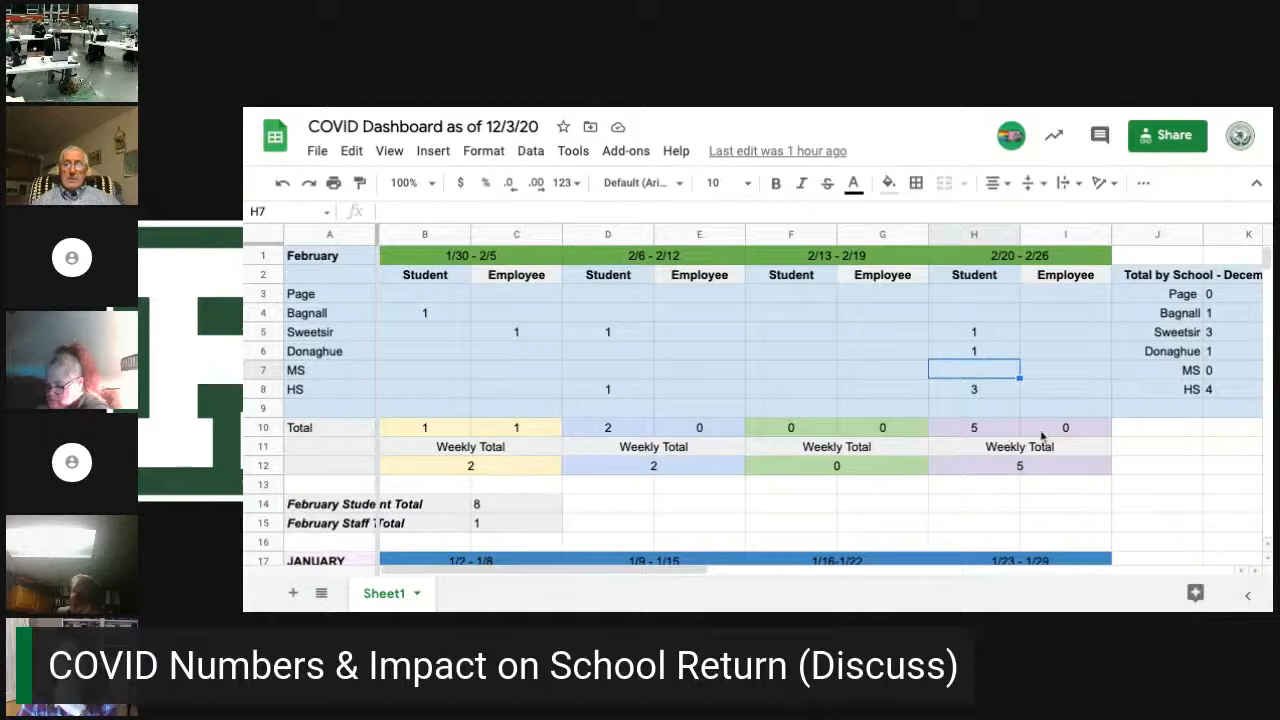 COVID Dashboard as of 12/3/20
File Edit View Insert Format Data Tools Add-ons Help Last edit was 1 hour ago
Share
100% $ % .0 .00 123 Default (Ari... 10 B I S A ...
H7 fx
A B C D E F G H I J K
1 February 1/30 - 2/5 2/6 - 2/12 2/13 - 2/19 2/20 - 2/26
2 Student Employee Student Employee Student Employee Student Employee Total by School - Decem
3 Page Page 0
4 Bagnall 1 Bagnall 1
5 Sweetsir 1 1 1 Sweetsir 3
6 Donaghue 1 Donaghue 1
7 MS MS 0
8 HS 1 3 HS 4
9
10 Total 1 1 2 0 0 0 5 0
11 Weekly Total Weekly Total Weekly Total Weekly Total
12 2 2 0 5
13
14 February Student Total 8
15 February Staff Total 1
16
17 JANUARY 1/2 - 1/8 1/9 - 1/15 1/16-1/22 1/23 - 1/29
Sheet1
COVID Numbers & Impact on School Return (Discuss)